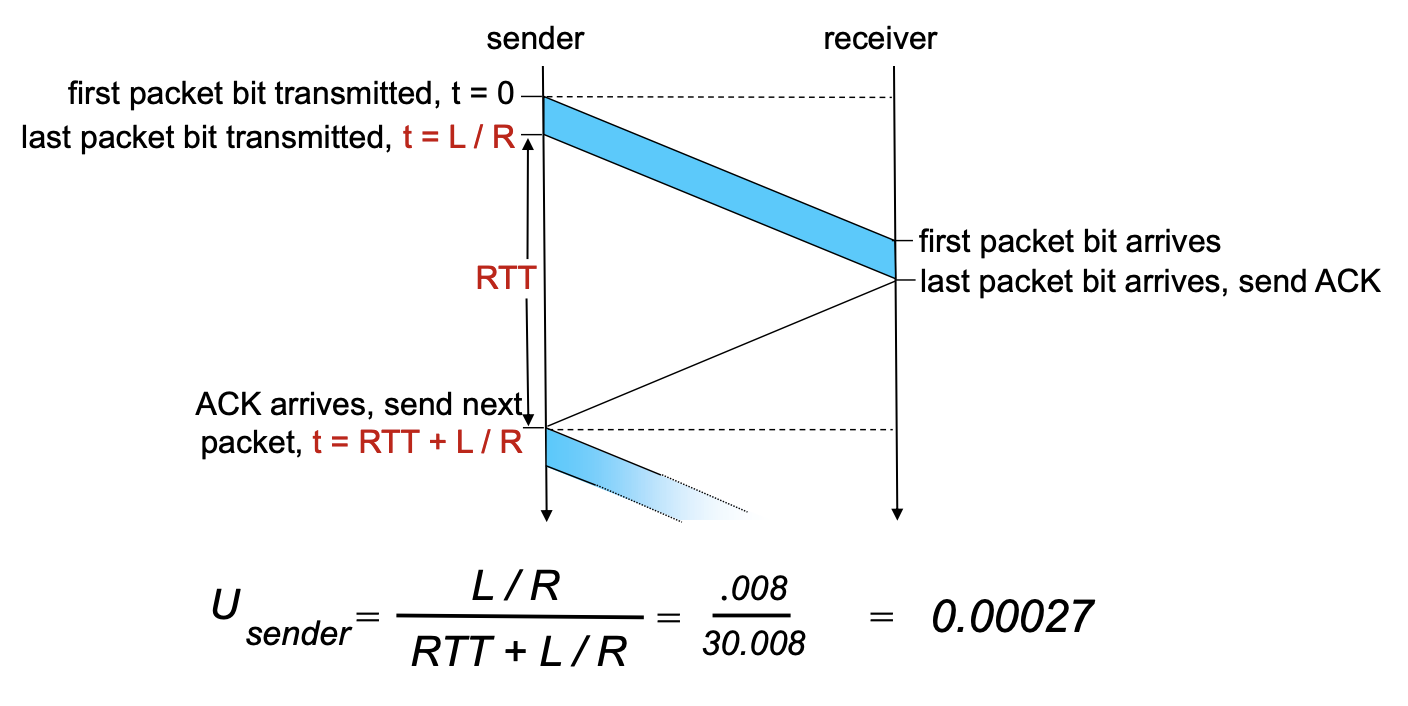 sender
receiver
first packet bit transmitted, t = 0
last packet bit transmitted, t = L / R
first packet bit arrives
RTT
last packet bit arrives, send ACK
ACK arrives, send next
packet, t = RTT + L / R
U sender = L / R / RTT + L / R = .008 / 30.008 = 0.00027